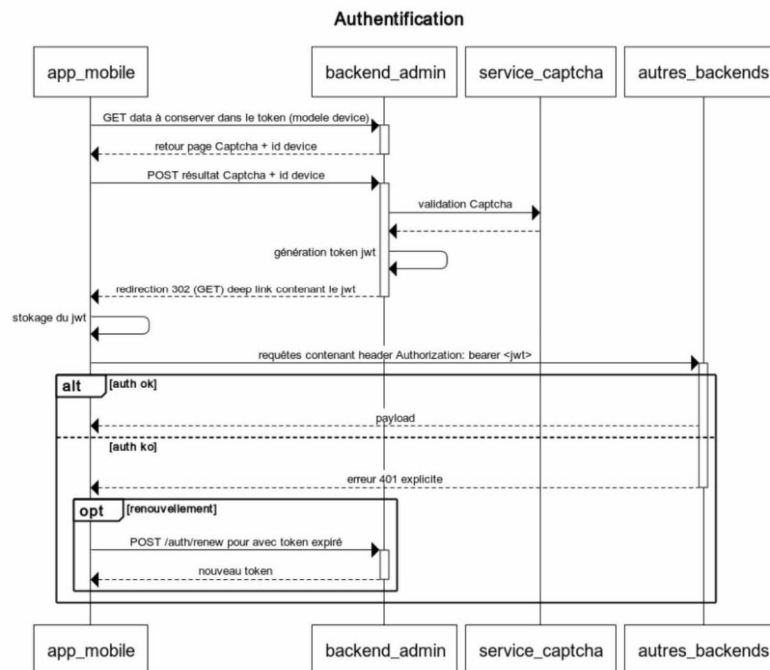 Authentification
app_mobile backend_admin service_captcha autres_backends
GET data à conserver dans le token (modele device)
retour page Captcha + id device
POST résultat Captcha + id device
validation Captcha
génération token jwt
redirection 302 (GET) deep link contenant le jwt
stokage du jwt
requêtes contenant header Authorization: bearer <jwt>
alt [auth ok]
payload
[auth ko]
erreur 401 explicite
opt [renouvellement]
POST /auth/renew pour avec token expiré
nouveau token
app_mobile backend_admin service_captcha autres_backends